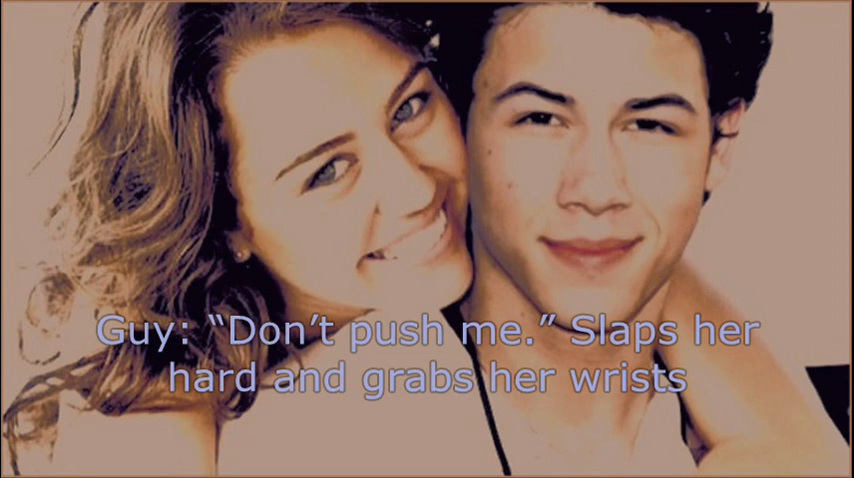 Guy: “Don’t push me.” Slaps her
hard and grabs her wrists